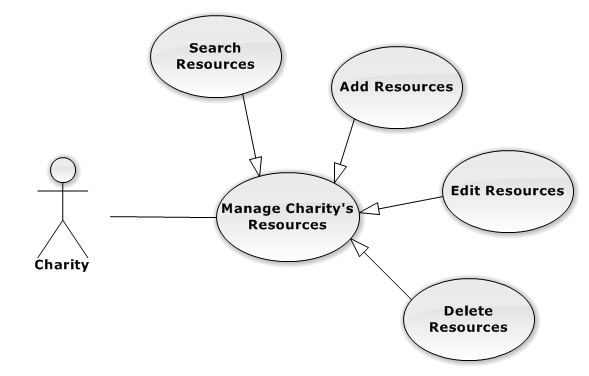 Search
Resources
Add Resources
Edit Resources
Manage Charity's
Resources
Charity
Delete
Resources